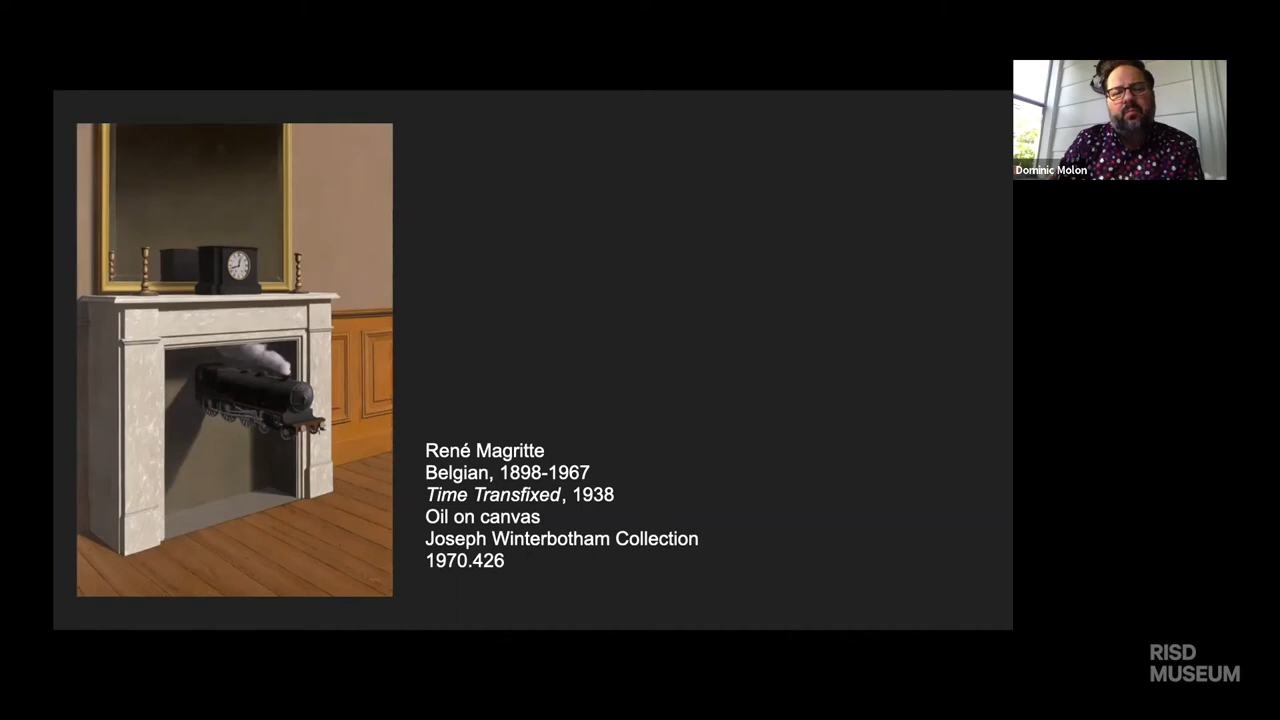 Dominic Molon
René Magritte
Belgian, 1898-1967
Time Transfixed, 1938
Oil on canvas
Joseph Winterbotham Collection
1970.426
RISD
MUSEUM